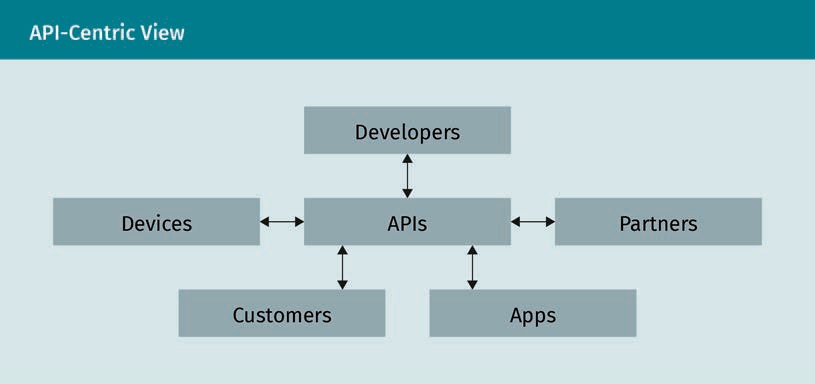 API-Centric View
Developers
Devices
APIs
Partners
Customers
Apps